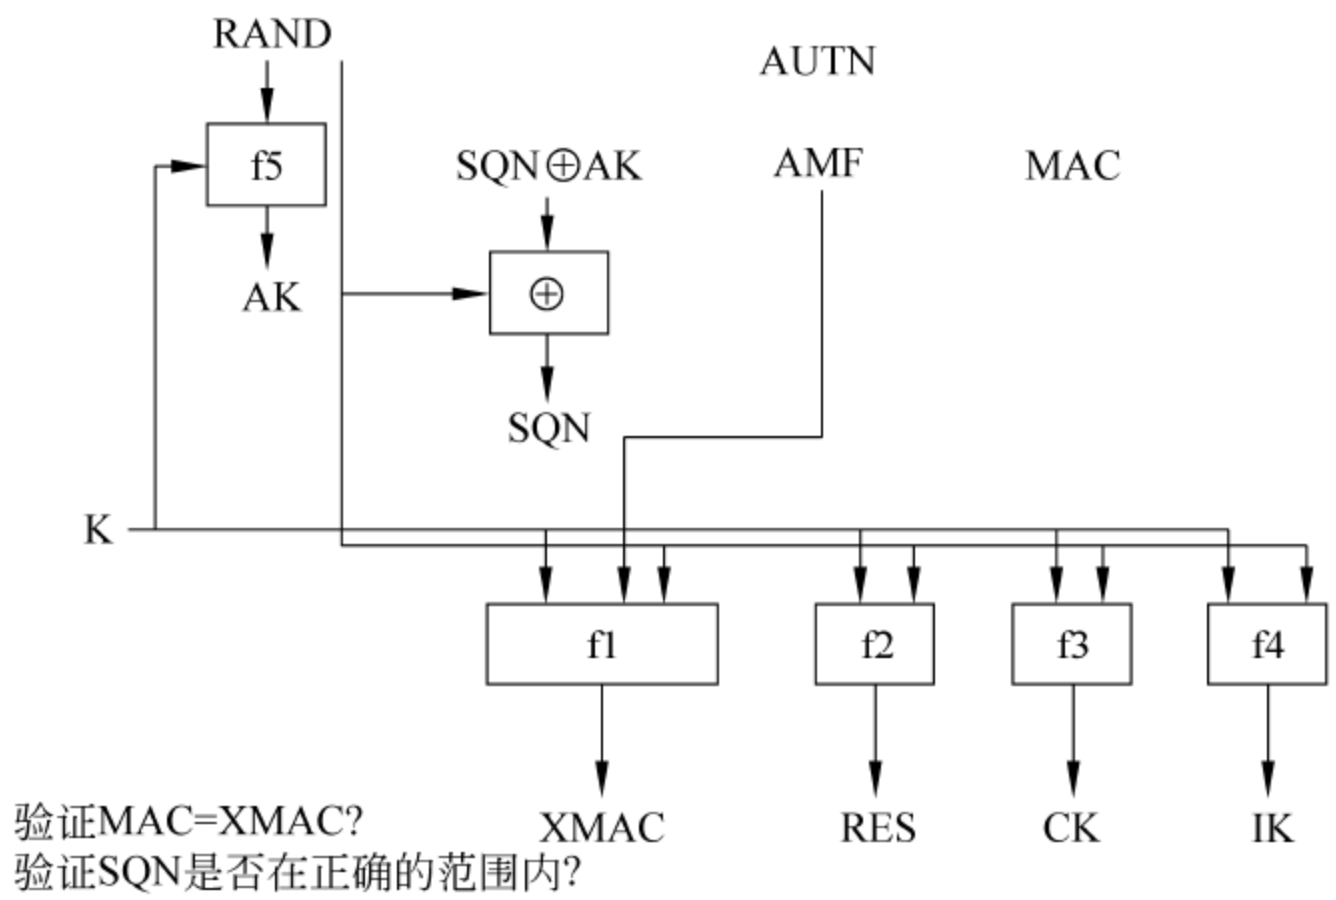 RAND
AUTN
f5
SQN⊕AK
AMF
MAC
AK
⊕
SQN
K
f1
f2
f3
f4
验证MAC=XMAC?
XMAC
RES
CK
IK
验证SQN是否在正确的范围内?